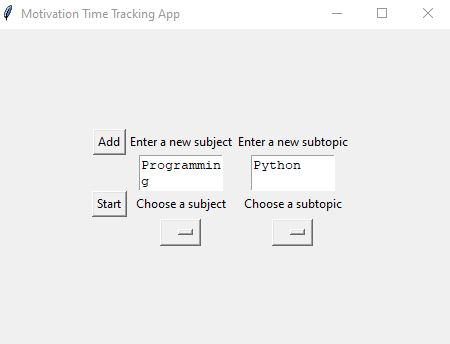 Motivation Time Tracking App
Add Enter a new subject Enter a new subtopic
Programmin Python
g
Start Choose a subject Choose a subtopic